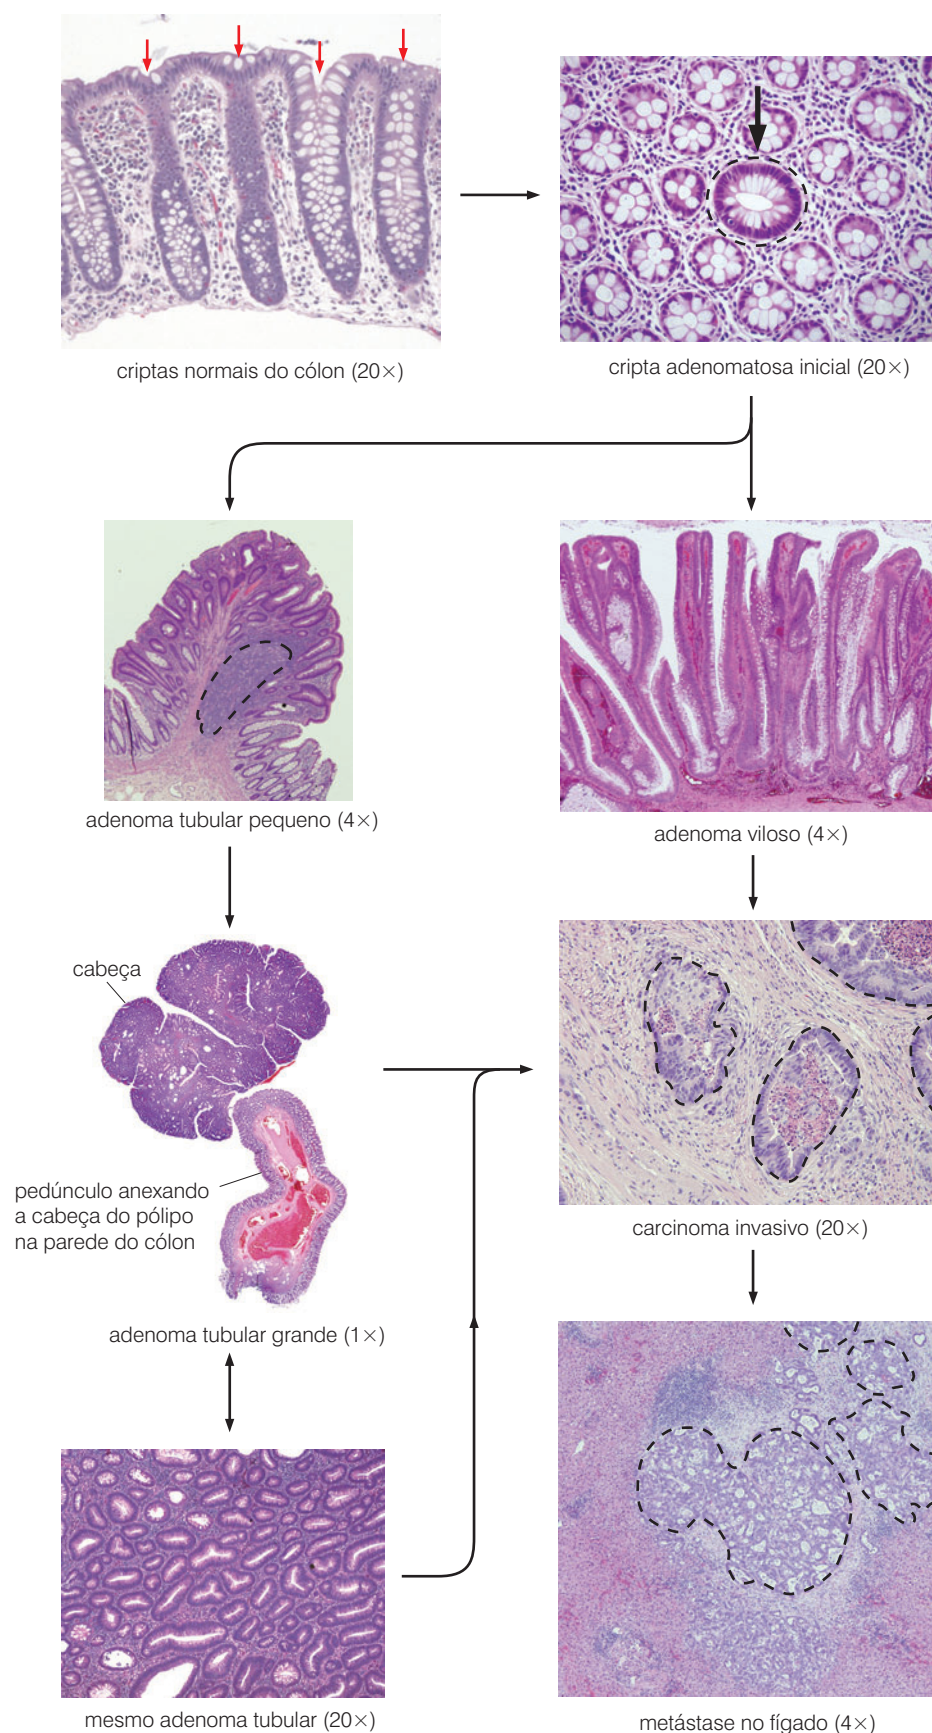 criptas normais do cólon (20×)
cripta adenomatosa inicial (20×)
adenoma tubular pequeno (4×)
adenoma viloso (4×)
cabeça
pedúnculo anexando
a cabeça do pólipo
na parede do cólon
carcinoma invasivo (20×)
adenoma tubular grande (1×)
mesmo adenoma tubular (20×)
metástase no fígado (4×)